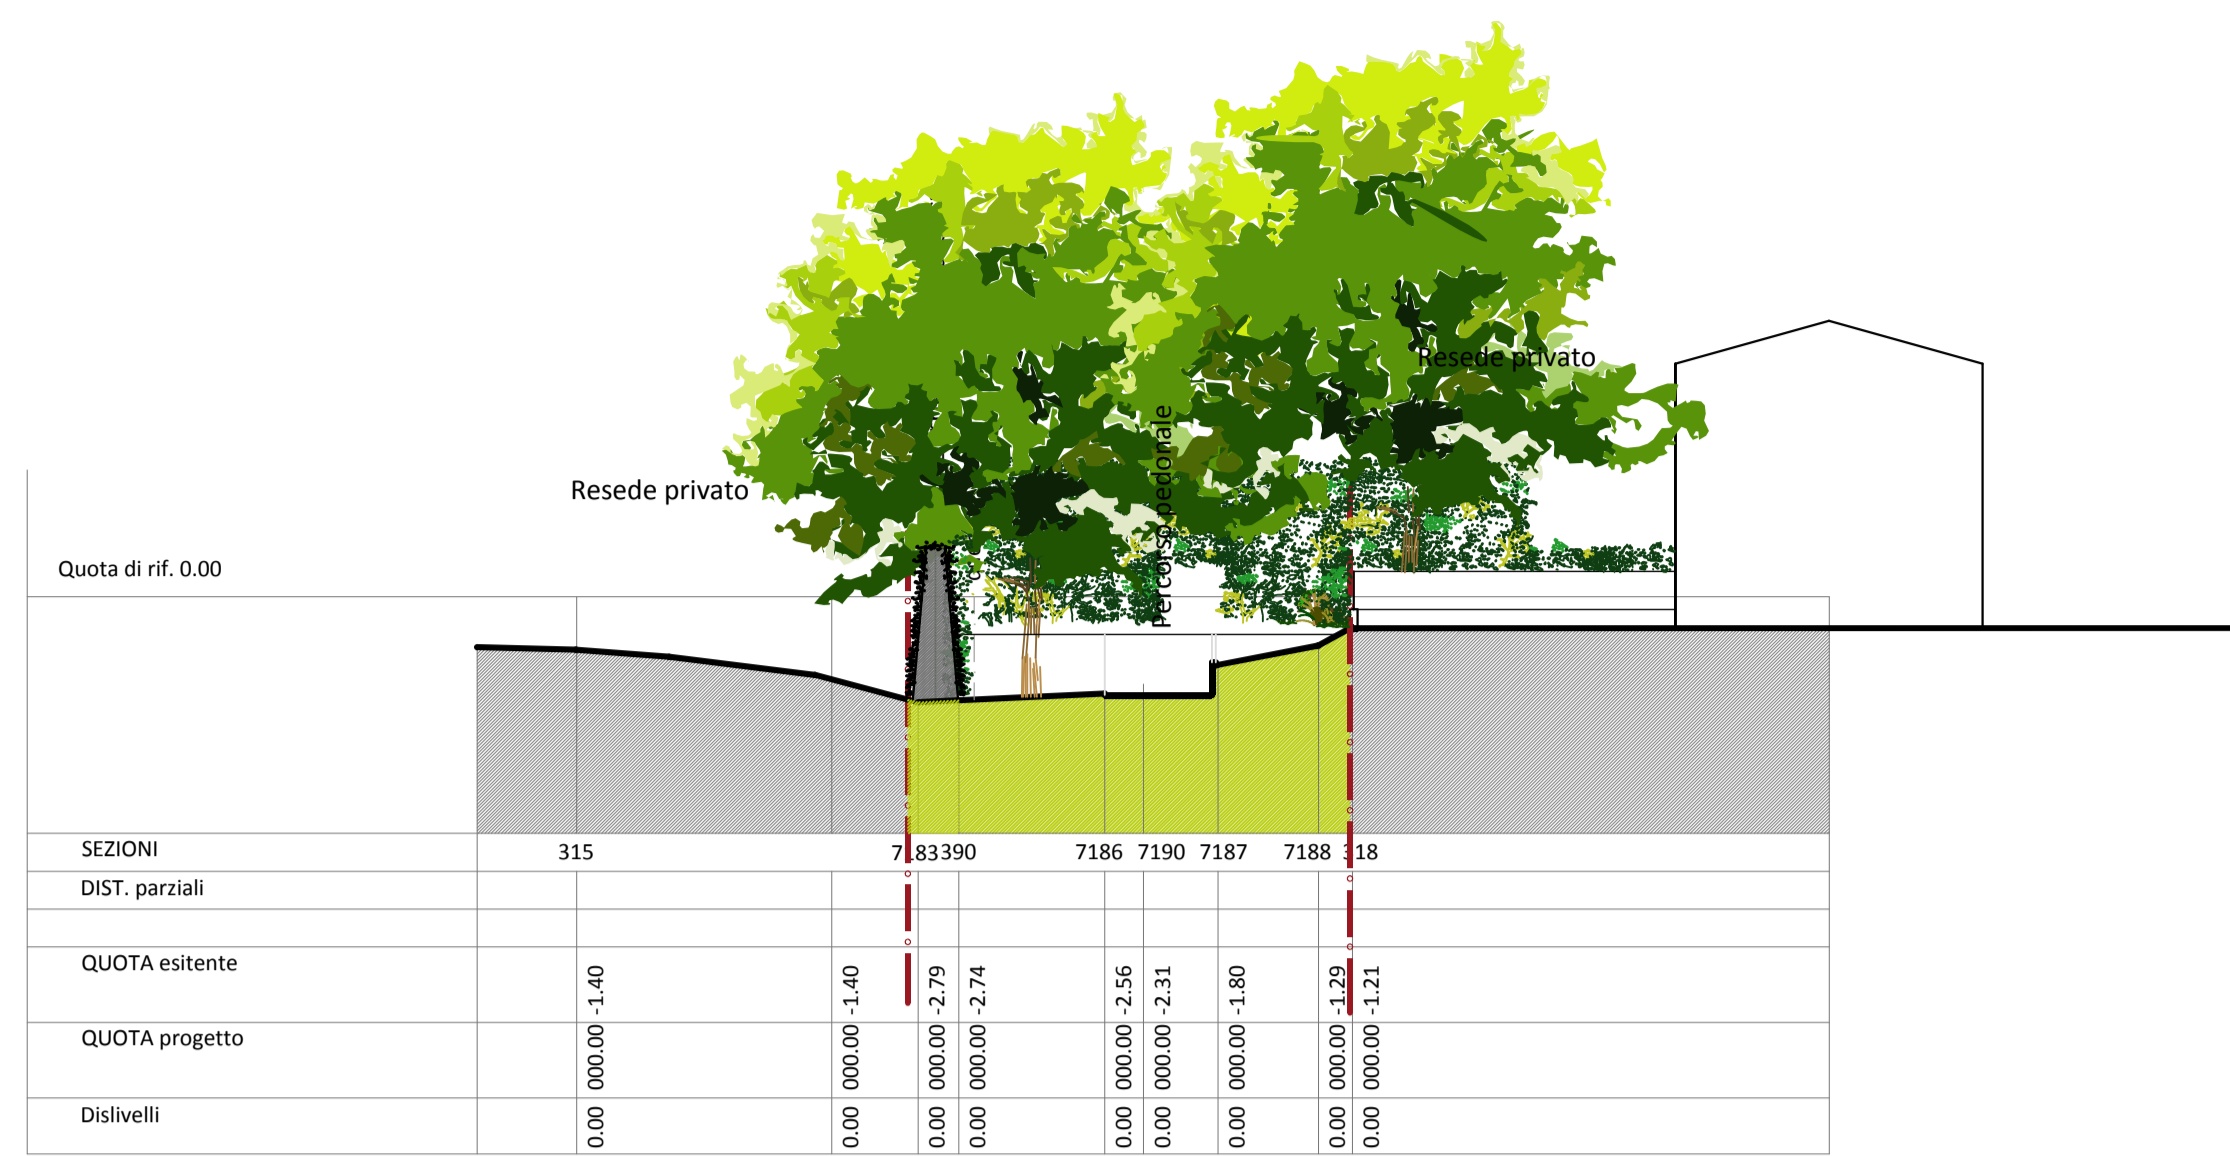 Resede privato
percorso pedonale
Resede privato
Quota di rif. 0.00
SEZIONI 315 7183 390 7186 7190 7187 7188 318
DIST. parziali
QUOTA esitente -1.40 -1.40 -2.79 -2.74 -2.56 -2.31 -1.80 -1.29 -1.21
QUOTA progetto 000.00 000.00 000.00 000.00 000.00 000.00 000.00 000.00 000.00
Dislivelli 0.00 0.00 0.00 0.00 0.00 0.00 0.00 0.00 0.00